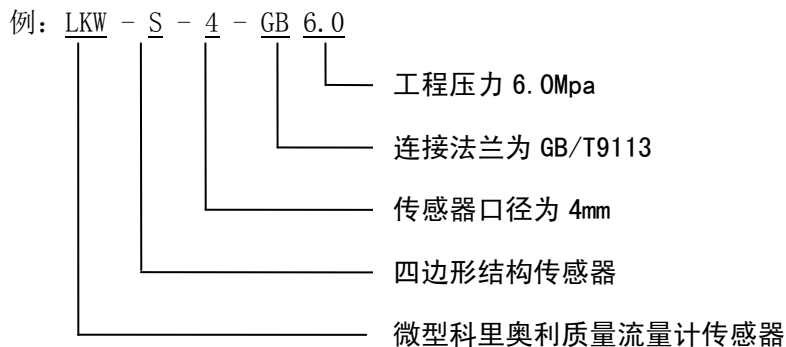 例：LKW - S - 4 - GB 6.0
工程压力 6.0Mpa
连接法兰为 GB/T9113
传感器口径为 4mm
四边形结构传感器
微型科里奥利质量流量计传感器